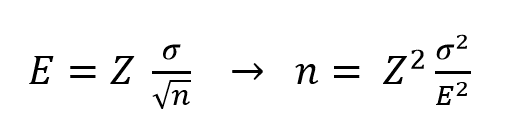 E = Z σ/√n → n = Z² σ²/E²